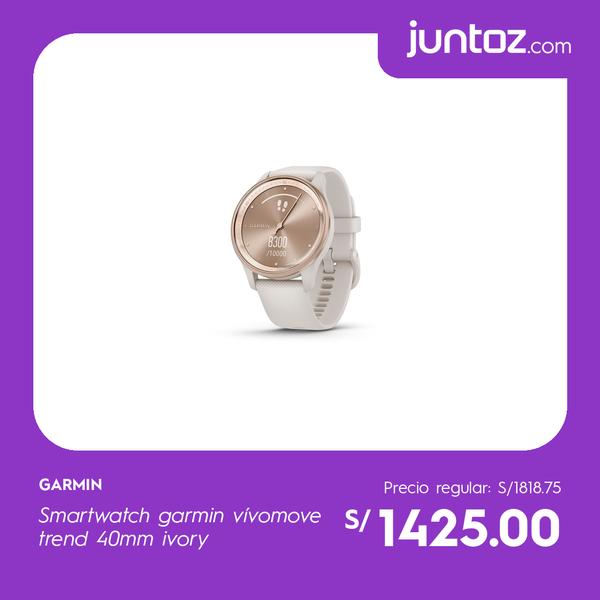 juntoz.com
GARMIN
8300
/10000
GARMIN
Smartwatch garmin vívomove
trend 40mm ivory
Precio regular: S/1818.75
S/1425.00